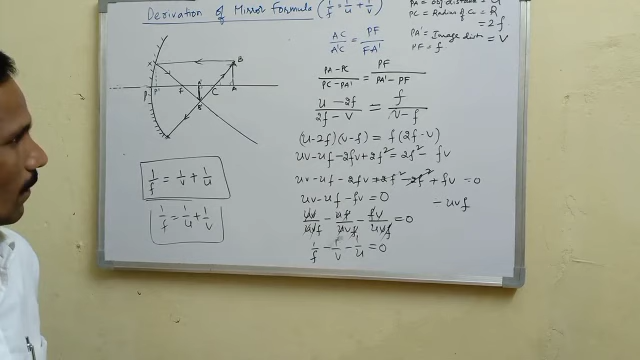 Derivation of Mirror Formula (1/f = 1/u + 1/v)
PA = obj distance = u
PC = Radius of Cu = R
= 2f
PA' = Image distn = v
PF = f
AC/A'C = PF/FA'
PA-PC/PC-PA' = PF/PA'-PF
u-2f/2f-v = f/v-f
(u-2f)(v-f) = f(2f-v)
uv-uf-2fv+2f² = 2f²-fv
uv-uf-2fv+2f²-2f²+fv = 0
uv-uf-fv = 0
-uvf
uv/uvf - uf/uvf - fv/uvf = 0
1/f - 1/v - 1/u = 0
1/f = 1/v + 1/u
1/f = 1/u + 1/v
X
B
P
P'
F
A'
C
A
B'